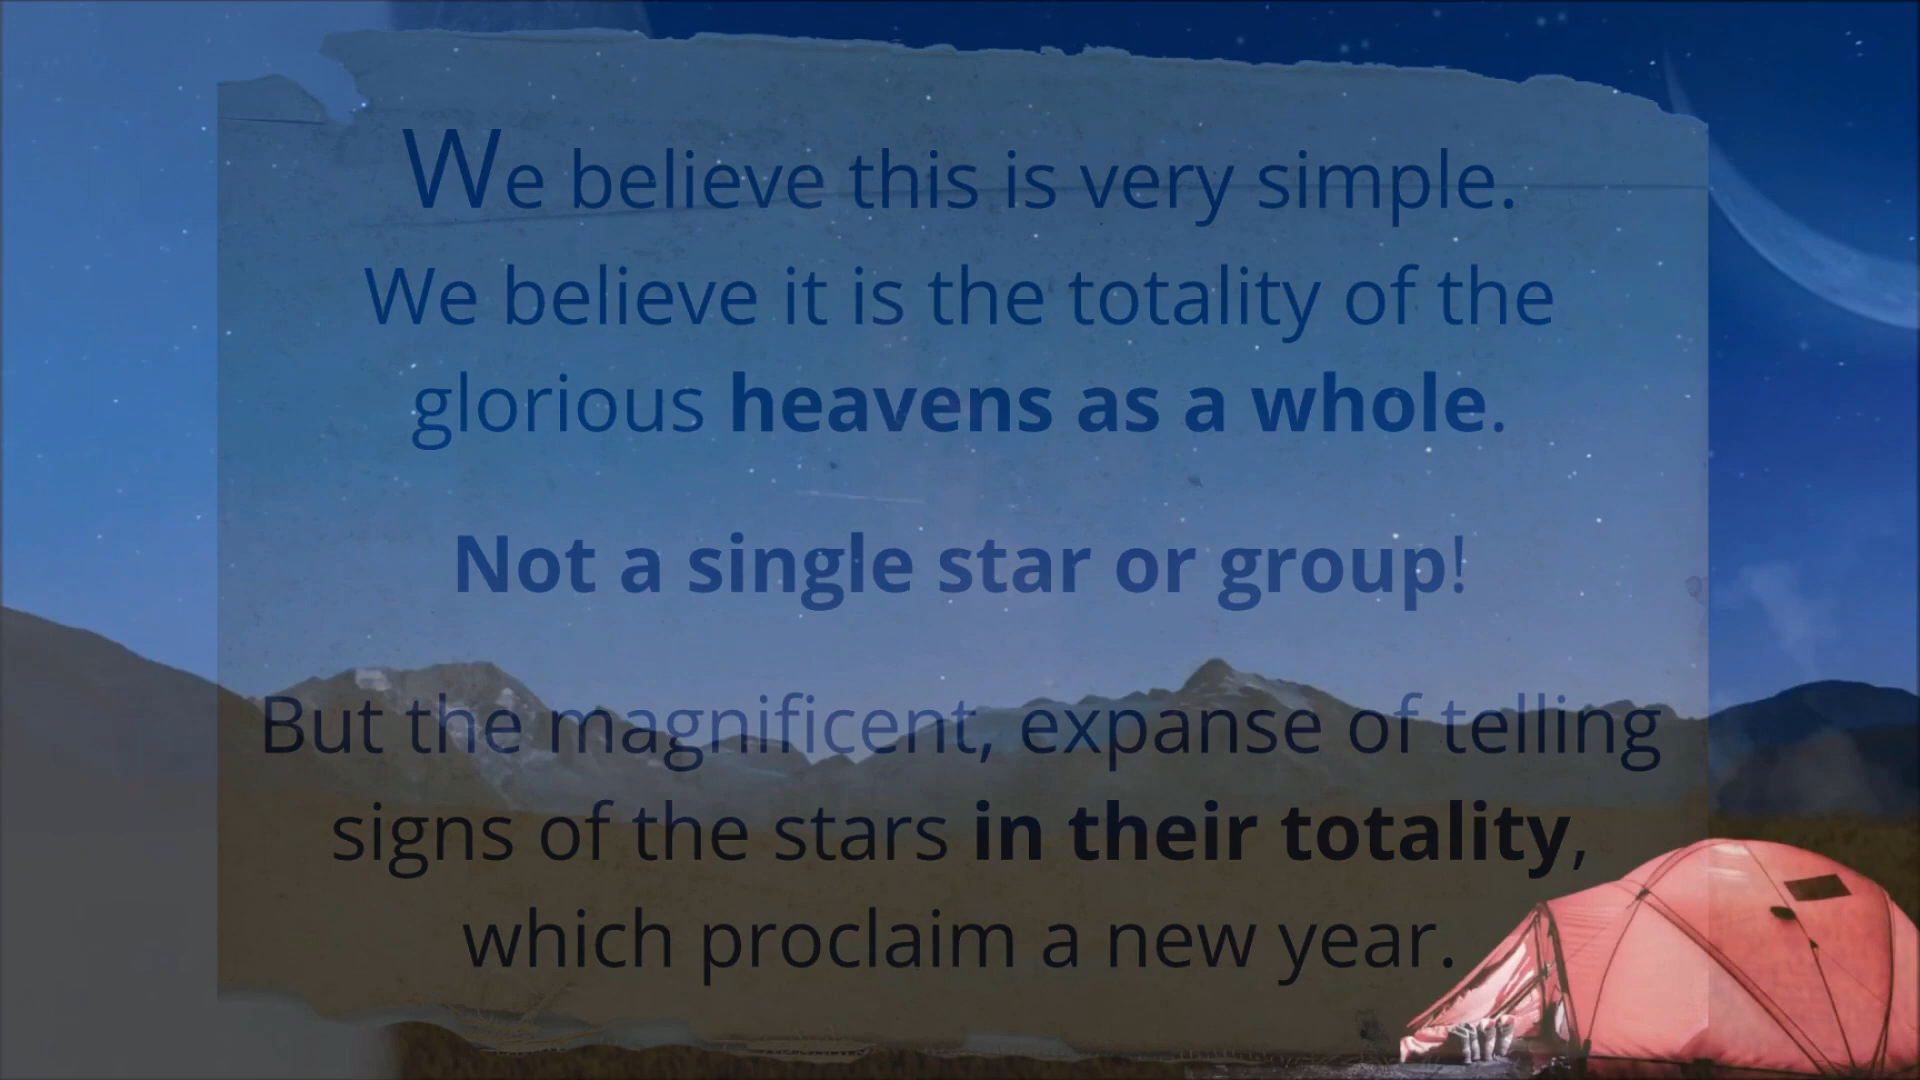 We believe this is very simple.
We believe it is the totality of the
glorious heavens as a whole.
Not a single star or group!
But the magnificent, expanse of telling
signs of the stars in their totality,
which proclaim a new year.